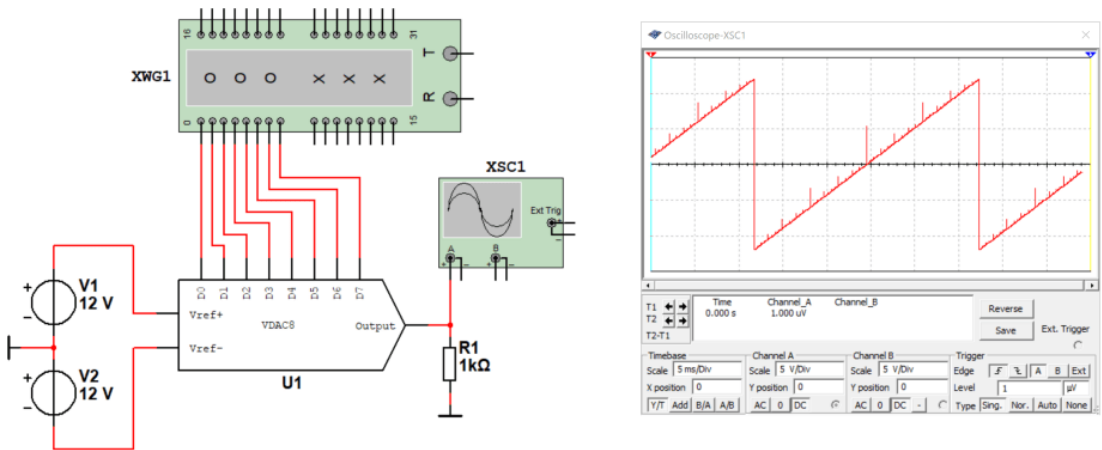 16
31
XWG1
O O O X X X
T
R
0
15
XSC1
Ext Trig
+
−
A
B
+ − + −
V1
12 V
+
−
V2
12 V
+
−
D0 D1 D2 D3 D4 D5 D6 D7
Vref+
VDAC8
Output
Vref−
U1
R1
1kΩ
Oscilloscope-XSC1
Time Channel_A Channel_B
T1 0.000 s 1.000 uV
T2
T2-T1
Reverse
Save
Ext. Trigger
Timebase
Scale 5 ms/Div
X position 0
Y/T Add B/A A/B
Channel A
Scale 5 V/Div
Y position 0
AC 0 DC
Channel B
Scale 5 V/Div
Y position 0
AC 0 DC -
Trigger
Edge A B Ext
Level 1 µV
Type Sing. Nor. Auto None